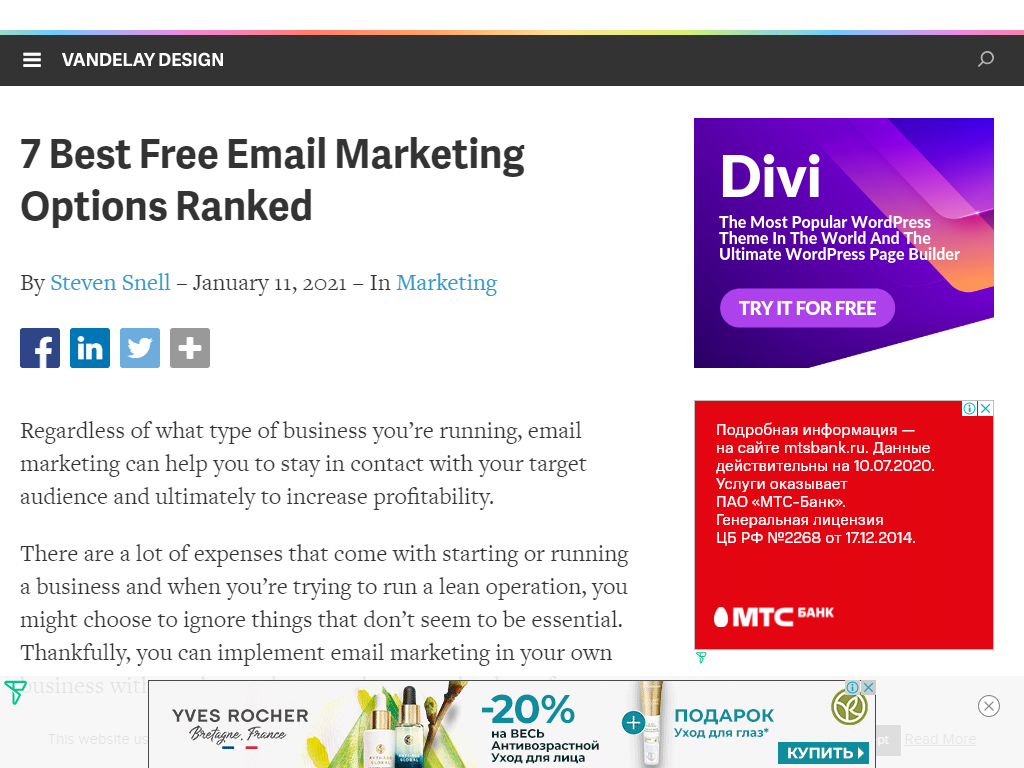 VANDELAY DESIGN
7 Best Free Email Marketing
Options Ranked
By Steven Snell – January 11, 2021 – In Marketing
Regardless of what type of business you're running, email
marketing can help you to stay in contact with your target
audience and ultimately to increase profitability.
There are a lot of expenses that come with starting or running
a business and when you're trying to run a lean operation, you
might choose to ignore things that don't seem to be essential.
Thankfully, you can implement email marketing in your own
business with
Divi
The Most Popular WordPress
Theme In The World And The
Ultimate WordPress Page Builder
TRY IT FOR FREE
Подробная информация —
на сайте mtsbank.ru. Данные
действительны на 10.07.2020.
Услуги оказывает
ПАО «МТС-Банк».
Генеральная лицензия
ЦБ РФ №2268 от 17.12.2014.
МТС БАНК
This website us
YVES ROCHER
Bretagne, France
-20%
на ВЕСЬ
Антивозрастной
Уход для лица
ПОДАРОК
Уход для глаз*
КУПИТЬ
Read More